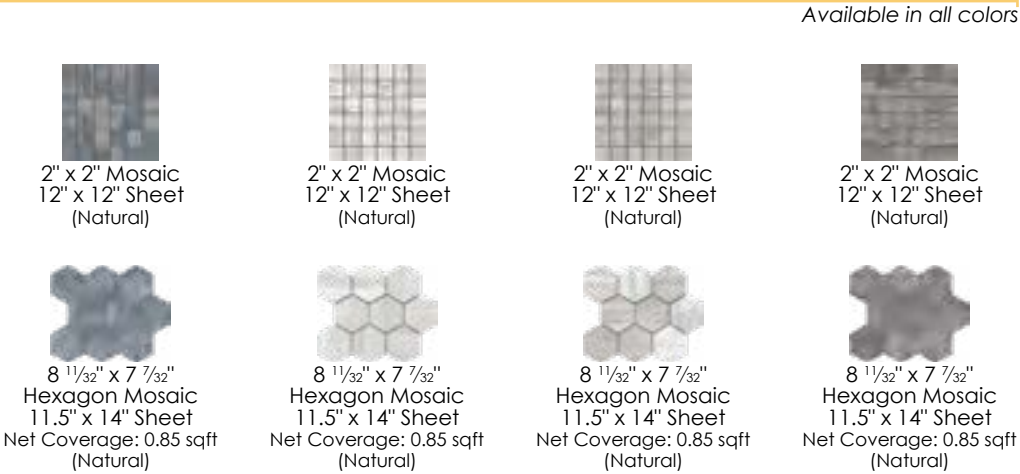 Available in all colors
2" x 2" Mosaic
12" x 12" Sheet
(Natural)
2" x 2" Mosaic
12" x 12" Sheet
(Natural)
2" x 2" Mosaic
12" x 12" Sheet
(Natural)
2" x 2" Mosaic
12" x 12" Sheet
(Natural)
8 11/32" x 7 7/32"
Hexagon Mosaic
11.5" x 14" Sheet
Net Coverage: 0.85 sqft
(Natural)
8 11/32" x 7 7/32"
Hexagon Mosaic
11.5" x 14" Sheet
Net Coverage: 0.85 sqft
(Natural)
8 11/32" x 7 7/32"
Hexagon Mosaic
11.5" x 14" Sheet
Net Coverage: 0.85 sqft
(Natural)
8 11/32" x 7 7/32"
Hexagon Mosaic
11.5" x 14" Sheet
Net Coverage: 0.85 sqft
(Natural)